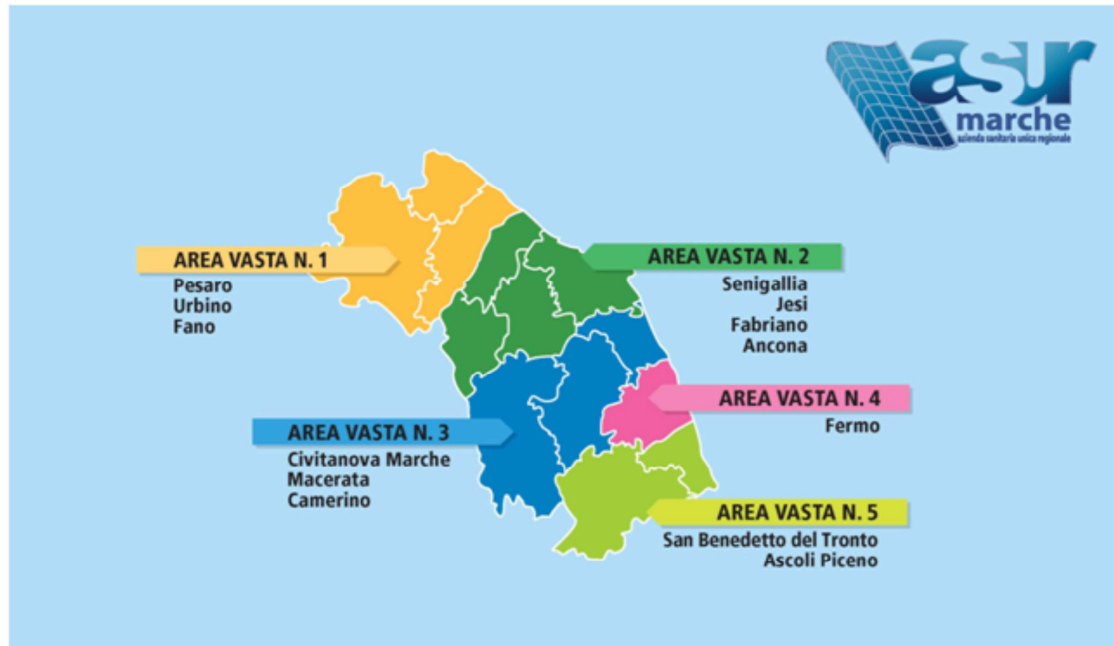 asur
marche
azienda sanitaria unica regionale
AREA VASTA N. 1
Pesaro
Urbino
Fano
AREA VASTA N. 2
Senigallia
Jesi
Fabriano
Ancona
AREA VASTA N. 4
Fermo
AREA VASTA N. 3
Civitanova Marche
Macerata
Camerino
AREA VASTA N. 5
San Benedetto del Tronto
Ascoli Piceno